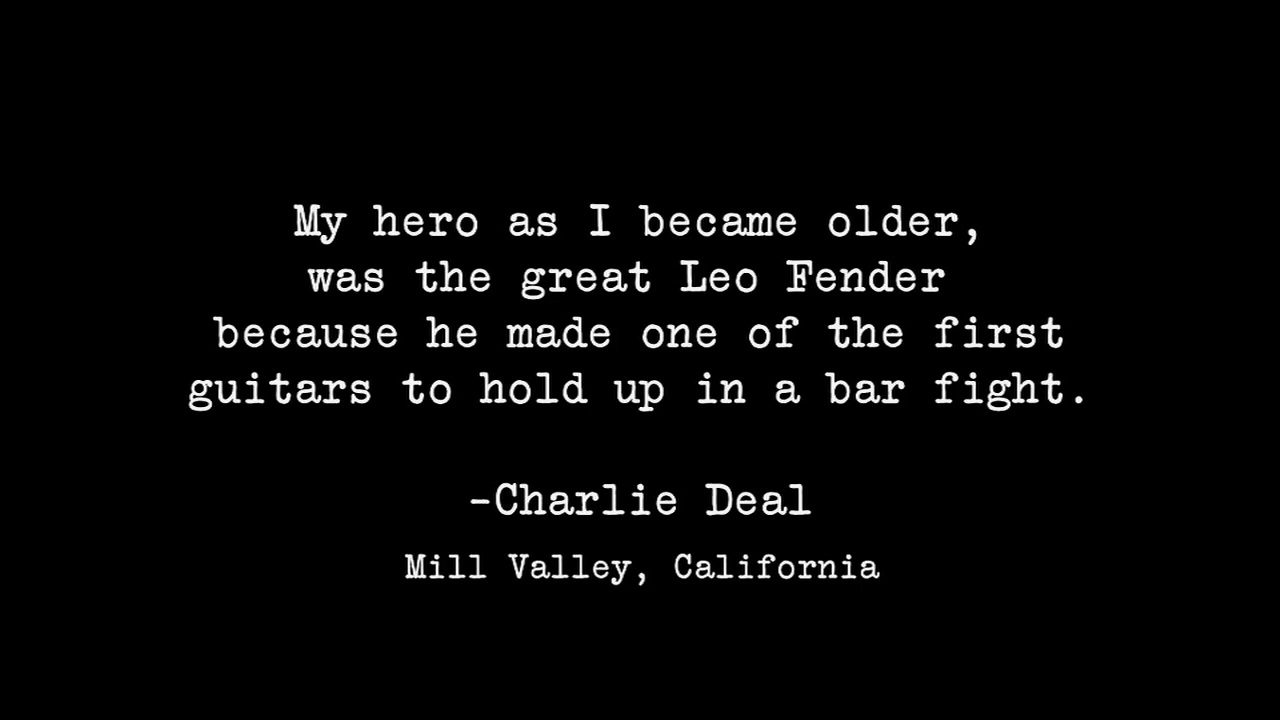 My hero as I became older,
was the great Leo Fender
because he made one of the first
guitars to hold up in a bar fight.
-Charlie Deal
Mill Valley, California